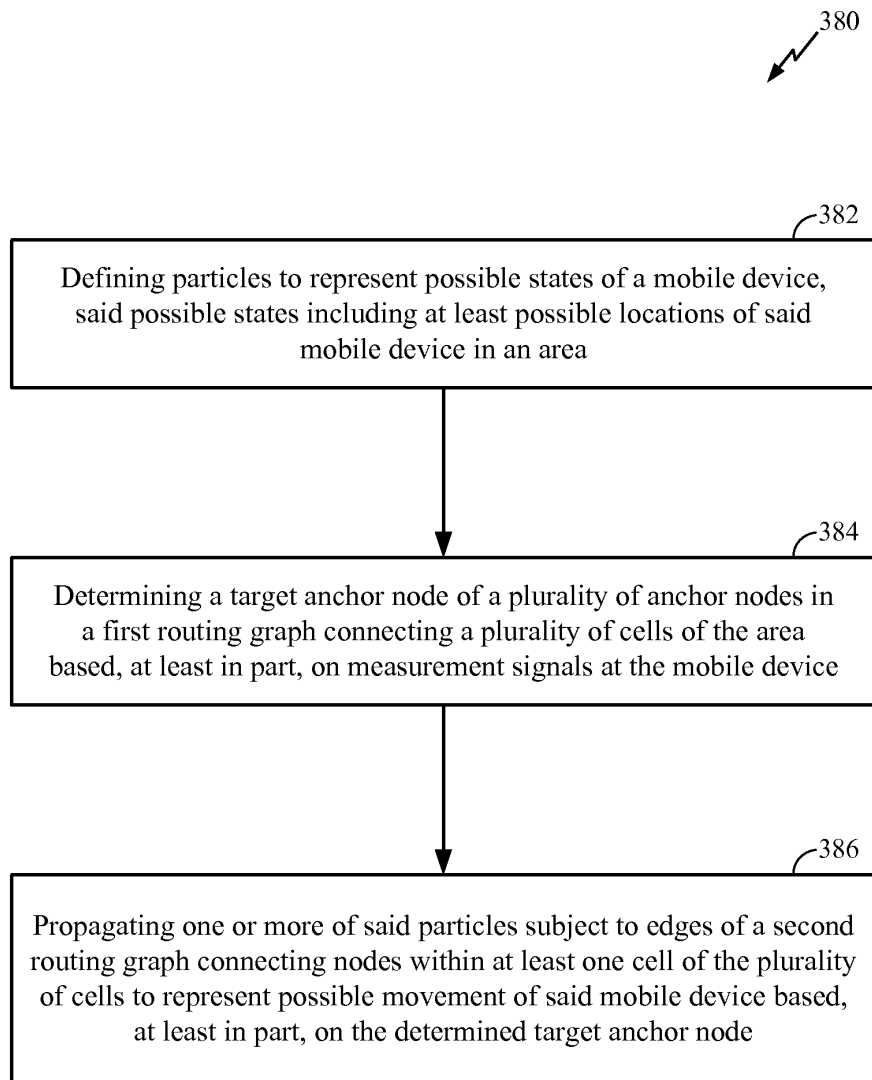 380
382
Defining particles to represent possible states of a mobile device,
said possible states including at least possible locations of said
mobile device in an area
384
Determining a target anchor node of a plurality of anchor nodes in
a first routing graph connecting a plurality of cells of the area
based, at least in part, on measurement signals at the mobile device
386
Propagating one or more of said particles subject to edges of a second
routing graph connecting nodes within at least one cell of the plurality
of cells to represent possible movement of said mobile device based,
at least in part, on the determined target anchor node